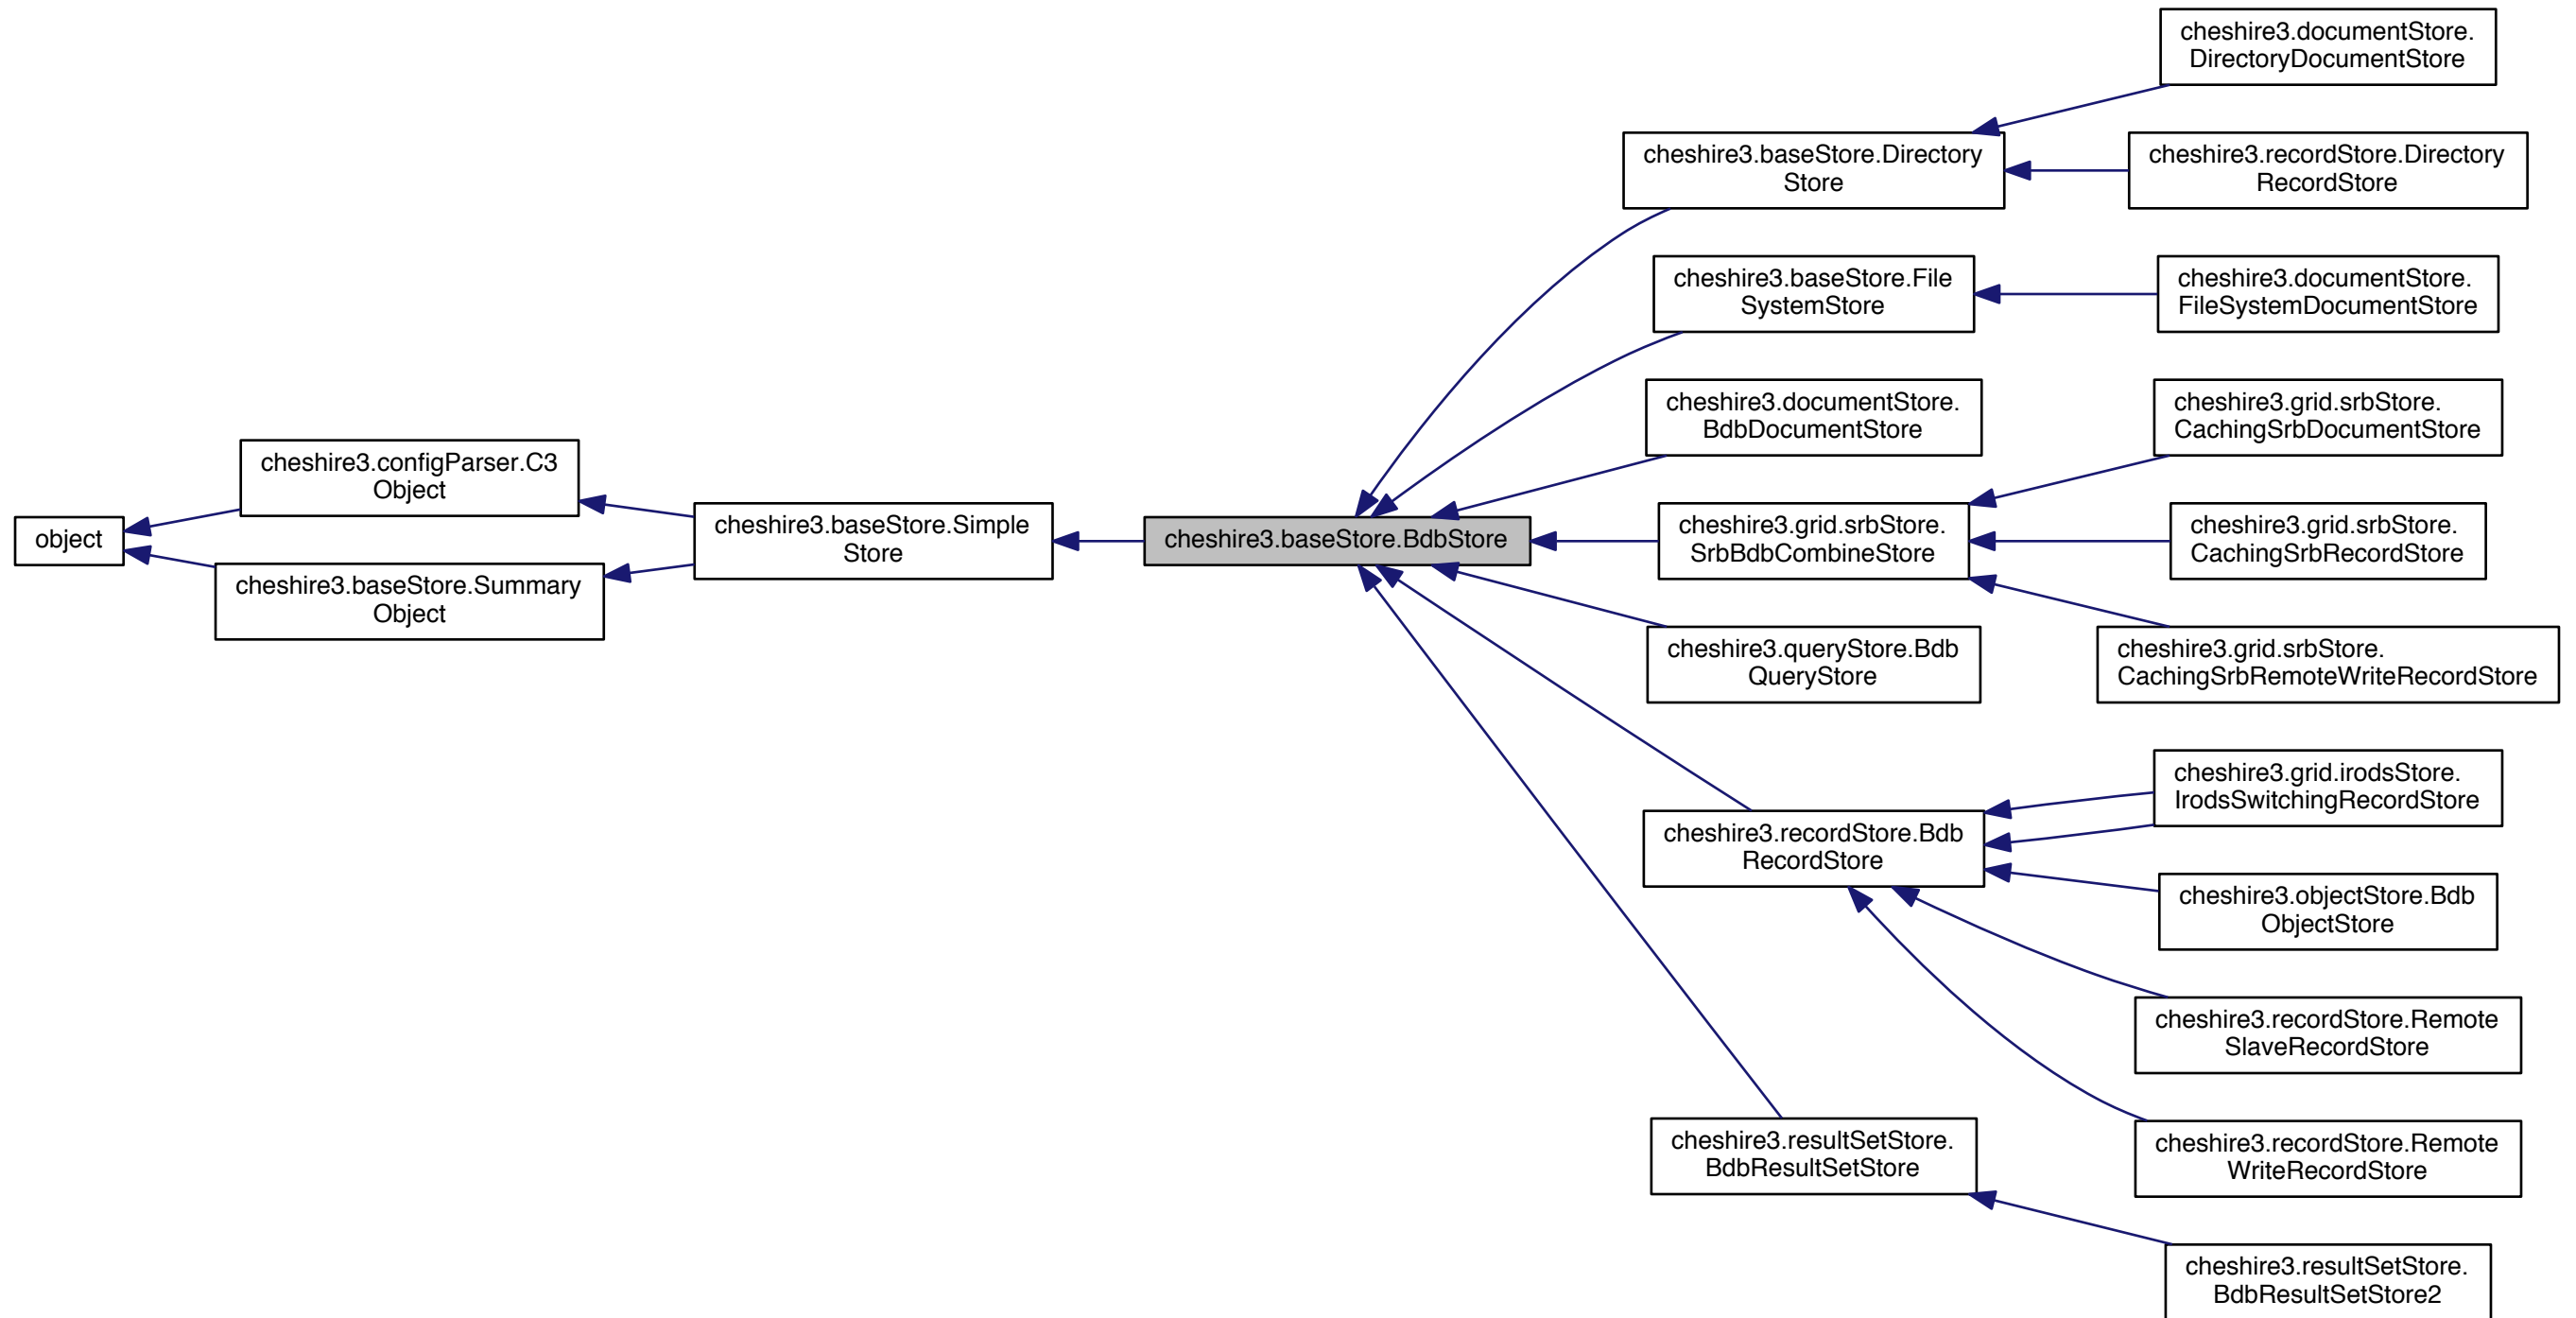 object
cheshire3.configParser.C3
Object
cheshire3.baseStore.Summary
Object
cheshire3.baseStore.Simple
Store
cheshire3.baseStore.BdbStore
cheshire3.baseStore.Directory
Store
cheshire3.baseStore.File
SystemStore
cheshire3.documentStore.
BdbDocumentStore
cheshire3.grid.srbStore.
SrbBdbCombineStore
cheshire3.queryStore.Bdb
QueryStore
cheshire3.recordStore.Bdb
RecordStore
cheshire3.resultSetStore.
BdbResultSetStore
cheshire3.documentStore.
DirectoryDocumentStore
cheshire3.recordStore.Directory
RecordStore
cheshire3.documentStore.
FileSystemDocumentStore
cheshire3.grid.srbStore.
CachingSrbDocumentStore
cheshire3.grid.srbStore.
CachingSrbRecordStore
cheshire3.grid.srbStore.
CachingSrbRemoteWriteRecordStore
cheshire3.grid.irodsStore.
IrodsSwitchingRecordStore
cheshire3.objectStore.Bdb
ObjectStore
cheshire3.recordStore.Remote
SlaveRecordStore
cheshire3.recordStore.Remote
WriteRecordStore
cheshire3.resultSetStore.
BdbResultSetStore2